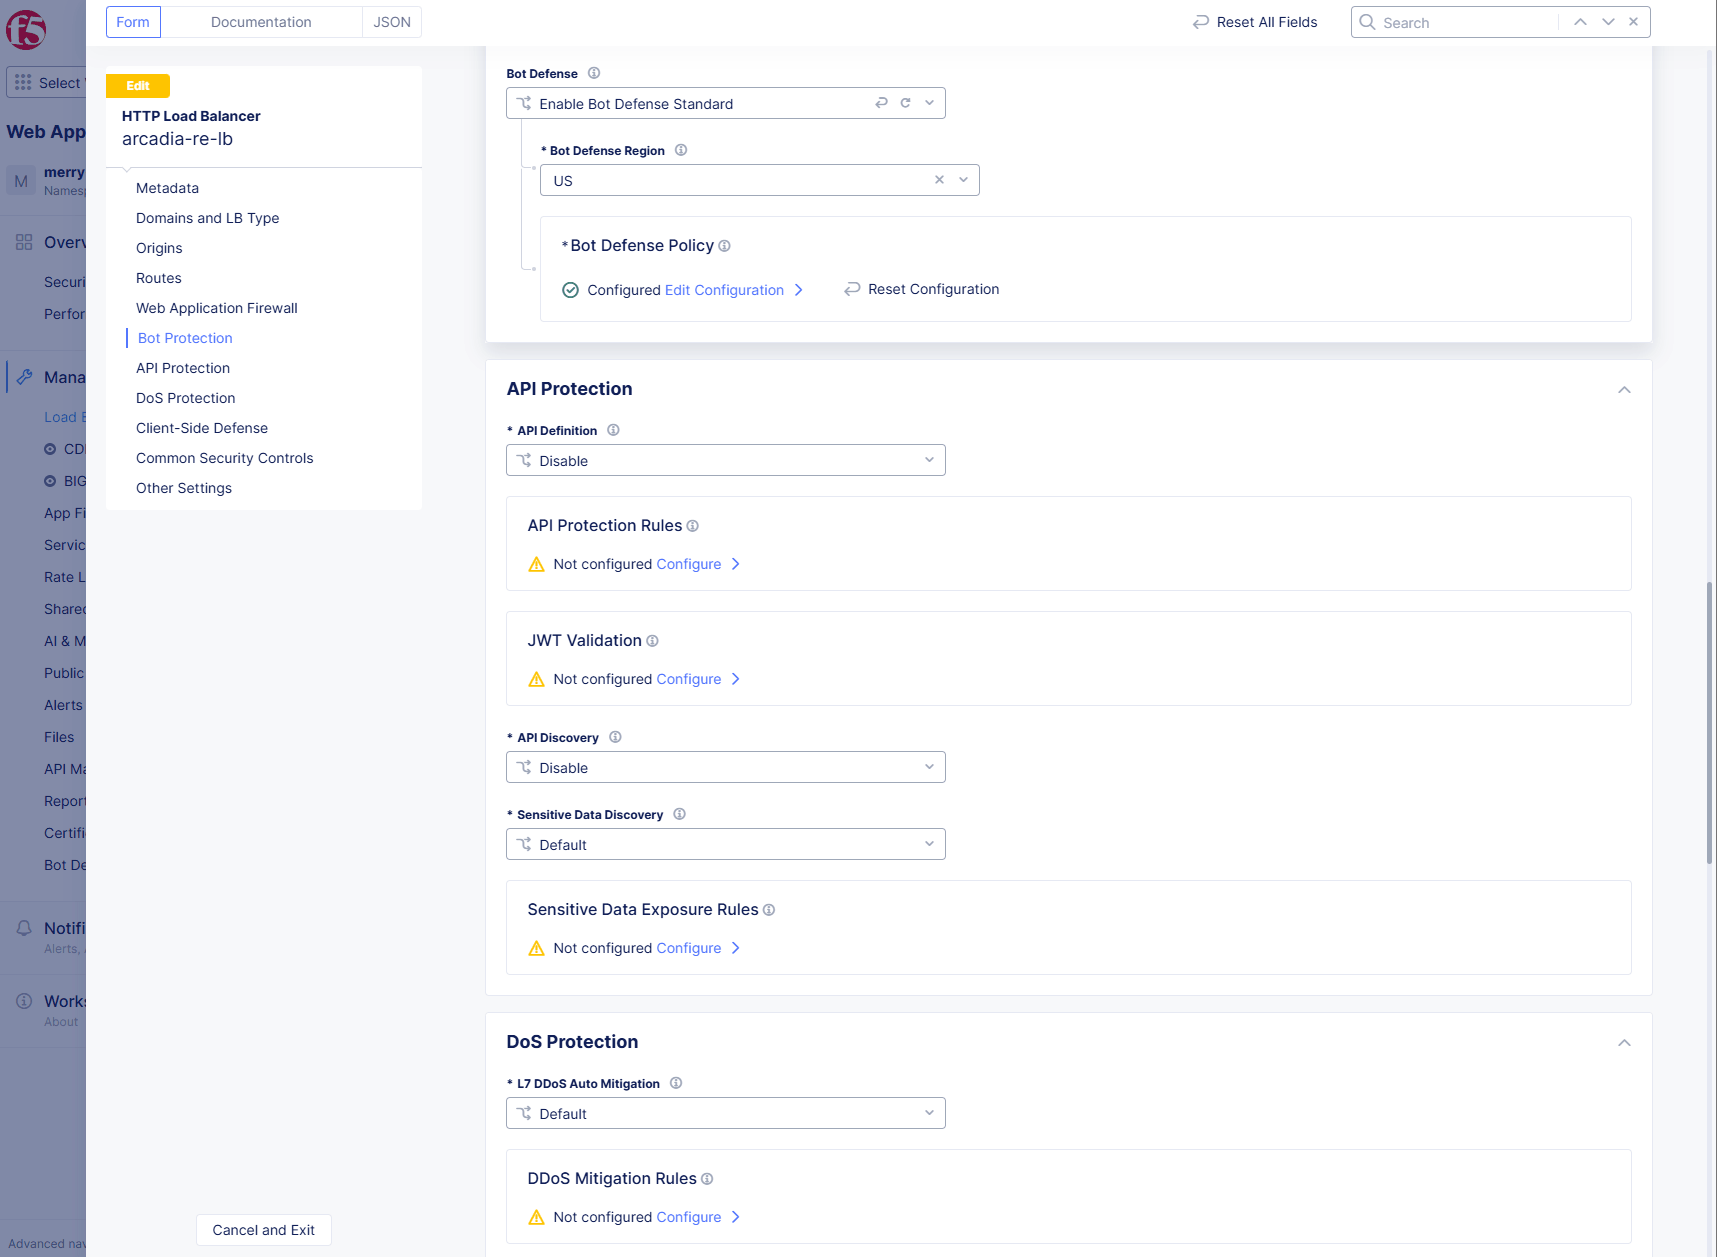 Form
Documentation
JSON
Reset All Fields
Search
f5
Select
Web App
M
merry
Namesp
Overv
Securi
Perfor
Mana
Load B
CDI
BIG
App Fi
Servic
Rate L
Shared
AI & M
Public
Alerts
Files
API Ma
Report
Certifi
Bot De
Notifi
Alerts,
Works
About
Advanced nav
Edit
HTTP Load Balancer
arcadia-re-lb
Metadata
Domains and LB Type
Origins
Routes
Web Application Firewall
Bot Protection
API Protection
DoS Protection
Client-Side Defense
Common Security Controls
Other Settings
Cancel and Exit
Bot Defense
Enable Bot Defense Standard
* Bot Defense Region
US
* Bot Defense Policy
Configured Edit Configuration
Reset Configuration
API Protection
* API Definition
Disable
API Protection Rules
Not configured Configure
JWT Validation
Not configured Configure
* API Discovery
Disable
* Sensitive Data Discovery
Default
Sensitive Data Exposure Rules
Not configured Configure
DoS Protection
* L7 DDoS Auto Mitigation
Default
DDoS Mitigation Rules
Not configured Configure